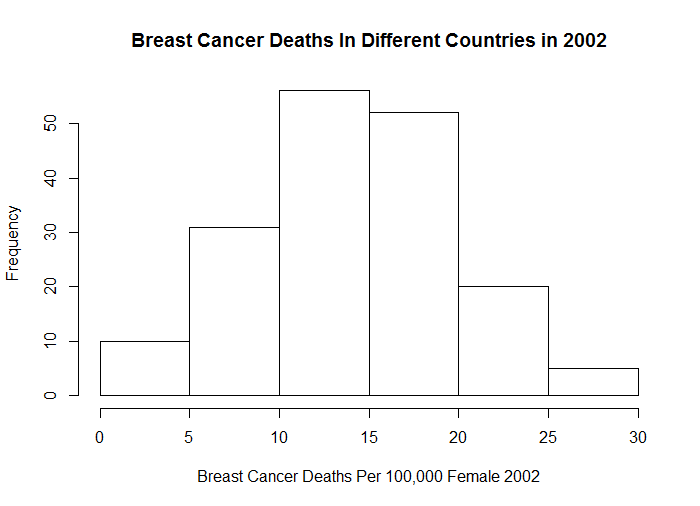 Breast Cancer Deaths In Different Countries in 2002
Frequency
50
40
30
20
10
0
0 5 10 15 20 25 30
Breast Cancer Deaths Per 100,000 Female 2002